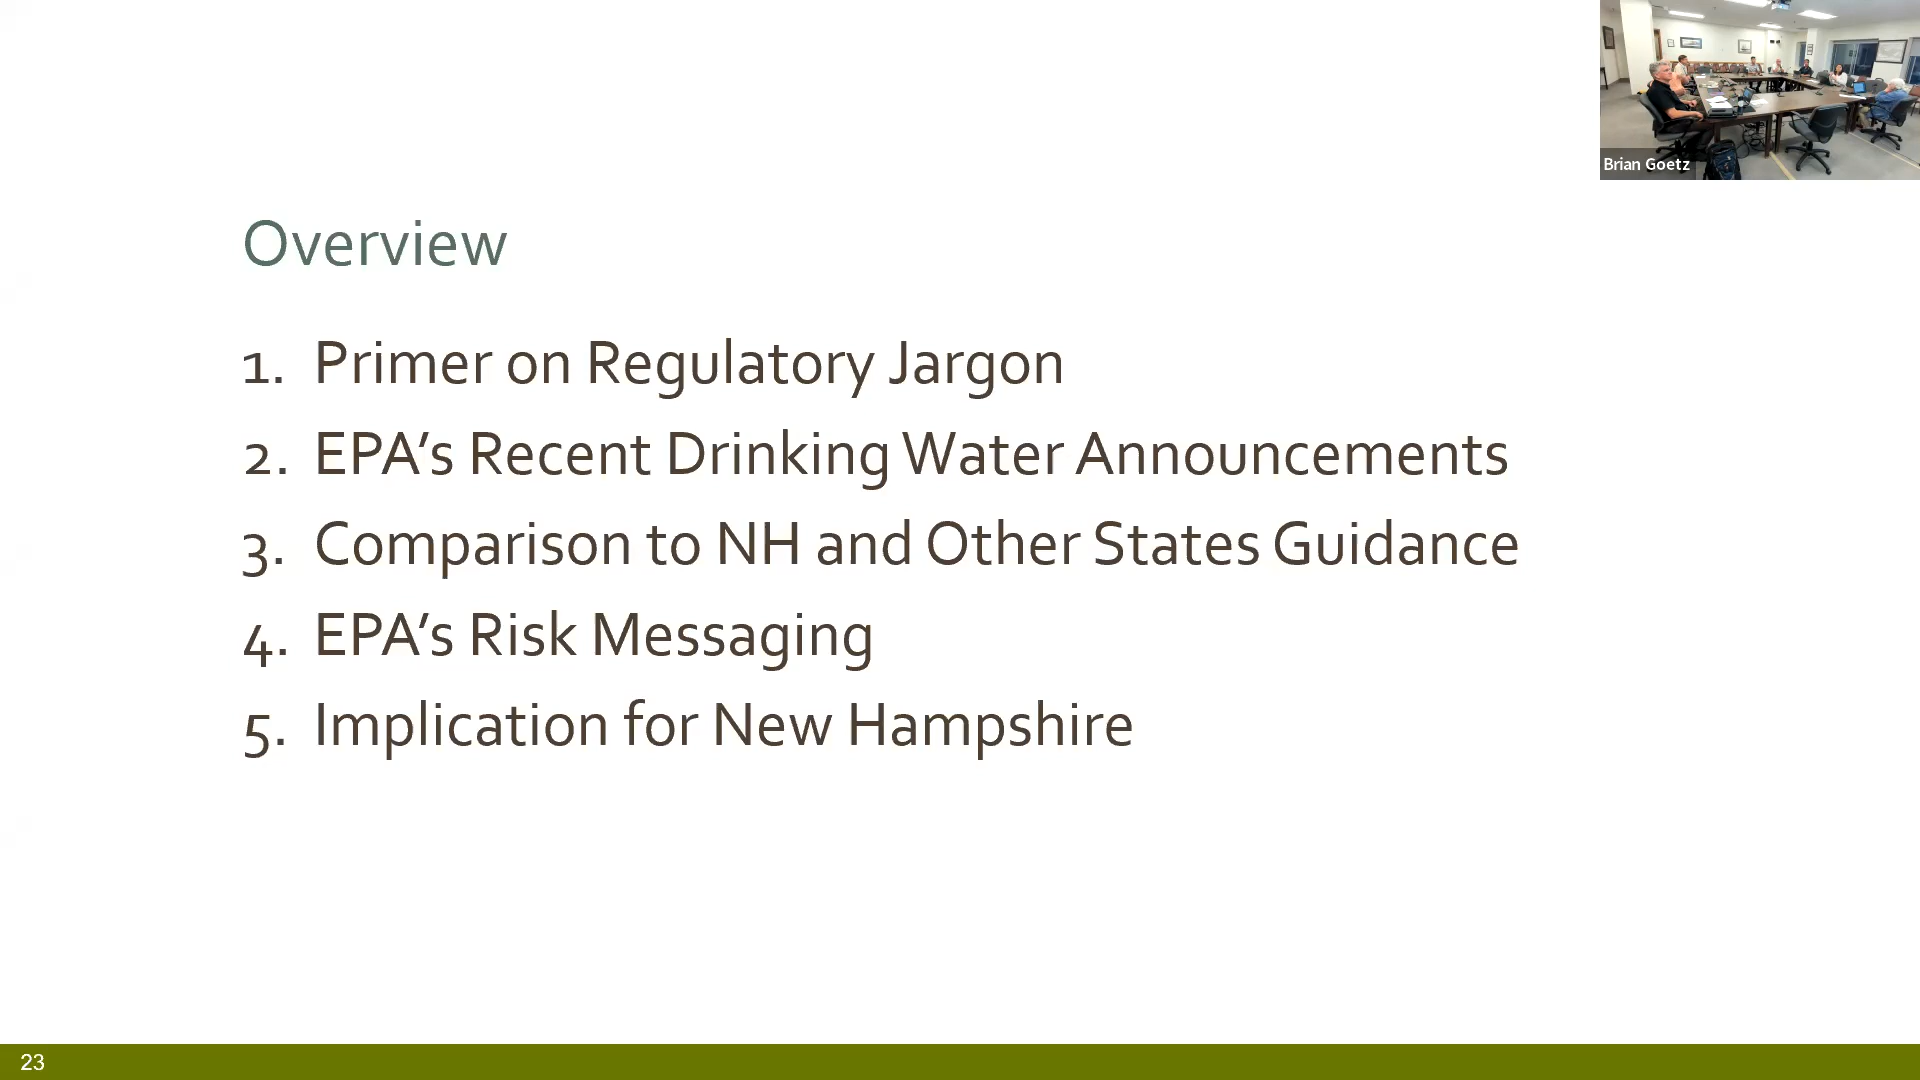 Brian Goetz
Overview
1. Primer on Regulatory Jargon
2. EPA’s Recent Drinking Water Announcements
3. Comparison to NH and Other States Guidance
4. EPA’s Risk Messaging
5. Implication for New Hampshire
23